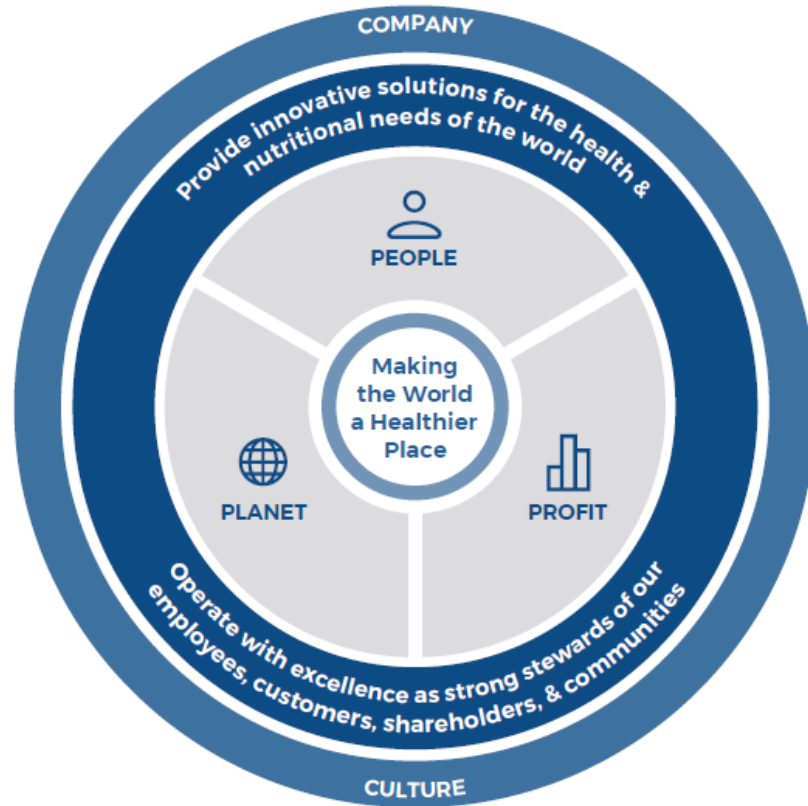 COMPANY
Provide innovative solutions for the health &
nutritional needs of the world
PEOPLE
Making
the World
a Healthier
Place
PLANET
PROFIT
Operate with excellence as strong stewards of our
employees, customers, shareholders, & communities
CULTURE